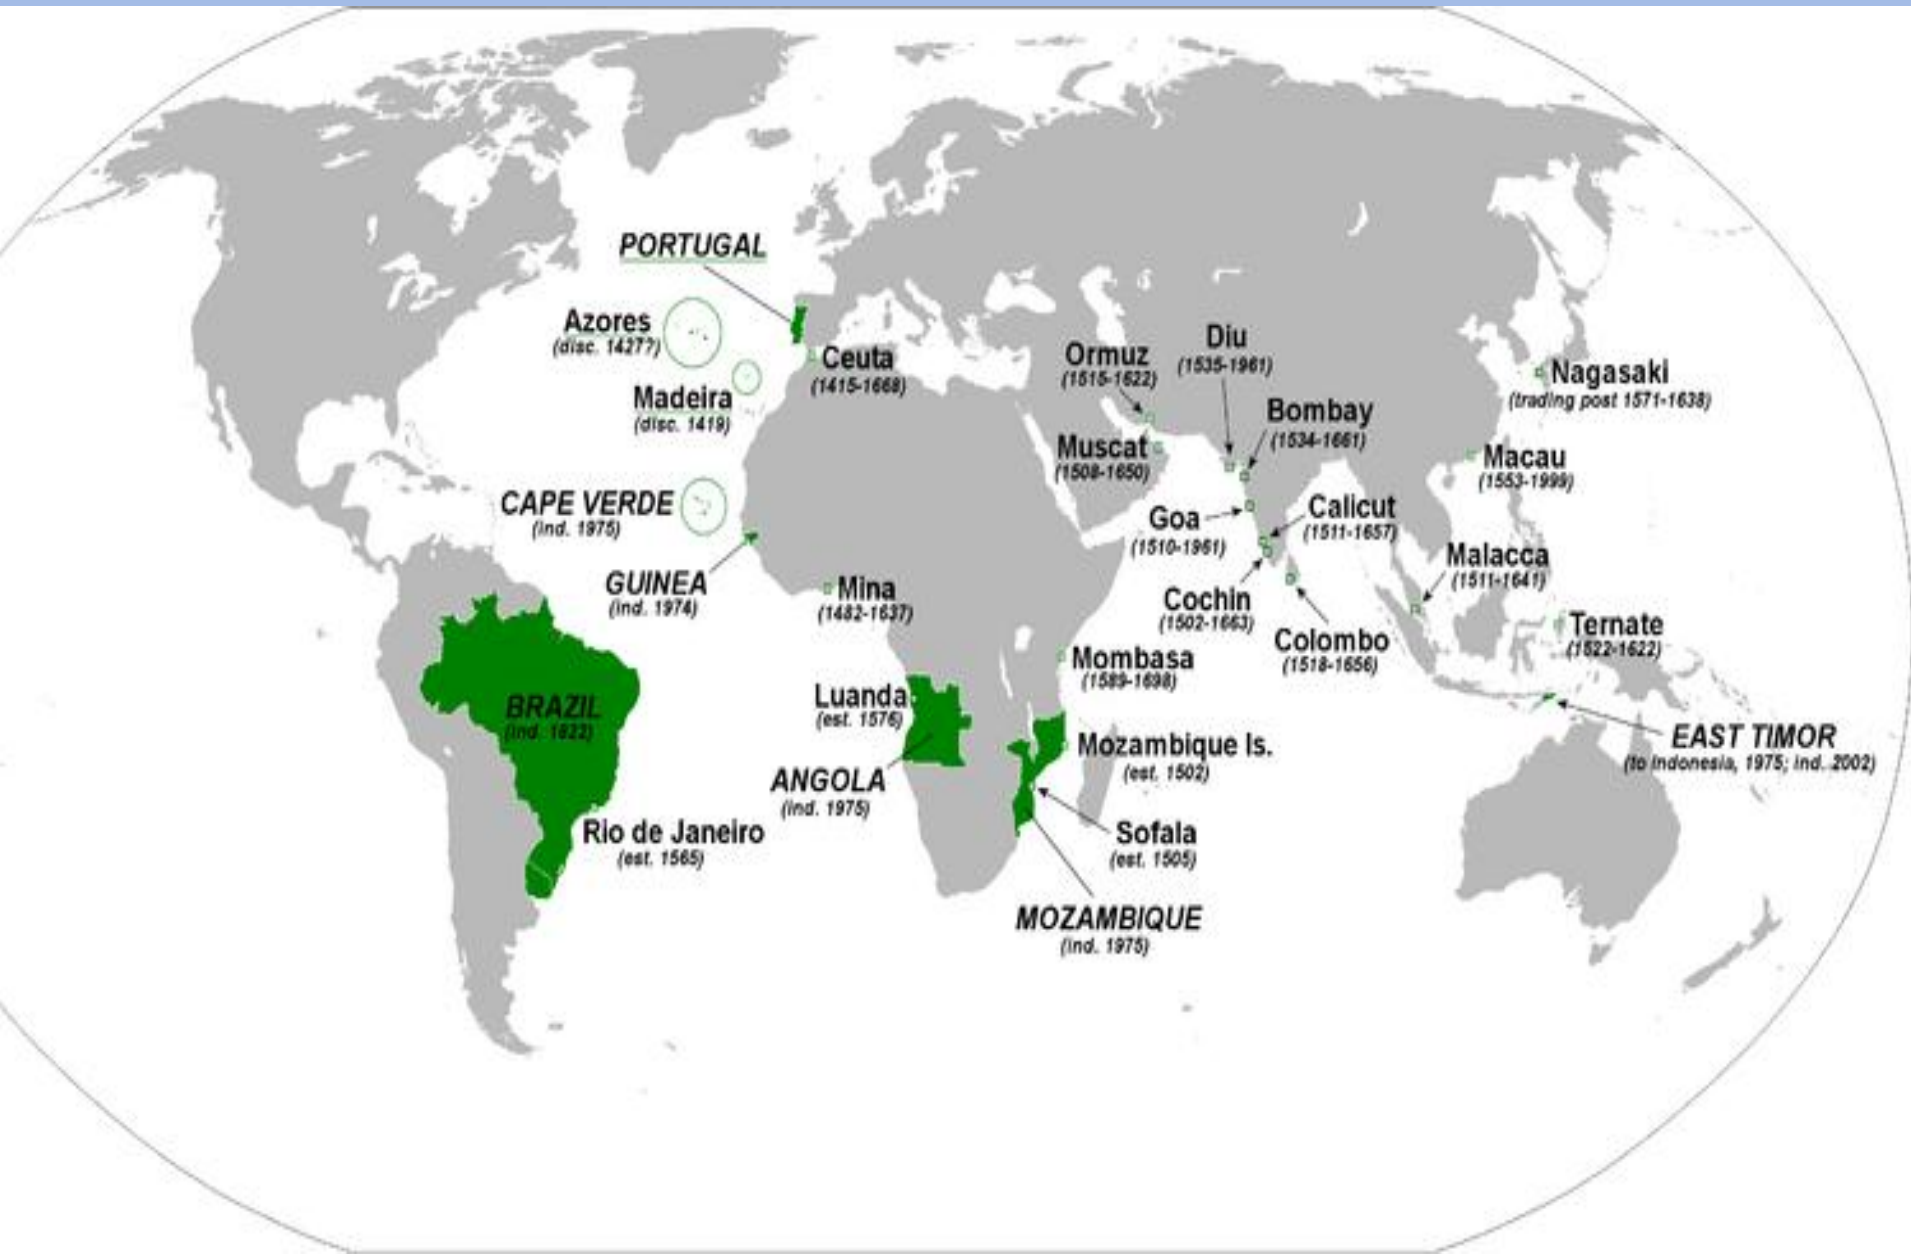 PORTUGAL
Azores
(disc. 1427?)
Madeira
(disc. 1419)
Ceuta
(1415-1668)
CAPE VERDE
(ind. 1975)
GUINEA
(ind. 1974)
Mina
(1482-1637)
BRAZIL
(ind. 1822)
Rio de Janeiro
(est. 1565)
Luanda
(est. 1576)
ANGOLA
(ind. 1975)
Mombasa
(1589-1698)
Mozambique Is.
(est. 1502)
Sofala
(est. 1505)
MOZAMBIQUE
(ind. 1975)
Ormuz
(1515-1622)
Muscat
(1508-1650)
Diu
(1535-1961)
Bombay
(1534-1661)
Goa
(1510-1961)
Calicut
(1511-1657)
Cochin
(1502-1663)
Colombo
(1518-1656)
Nagasaki
(trading post 1571-1638)
Macau
(1553-1999)
Malacca
(1511-1641)
Ternate
(1522-1622)
EAST TIMOR
(to Indonesia, 1975; ind. 2002)